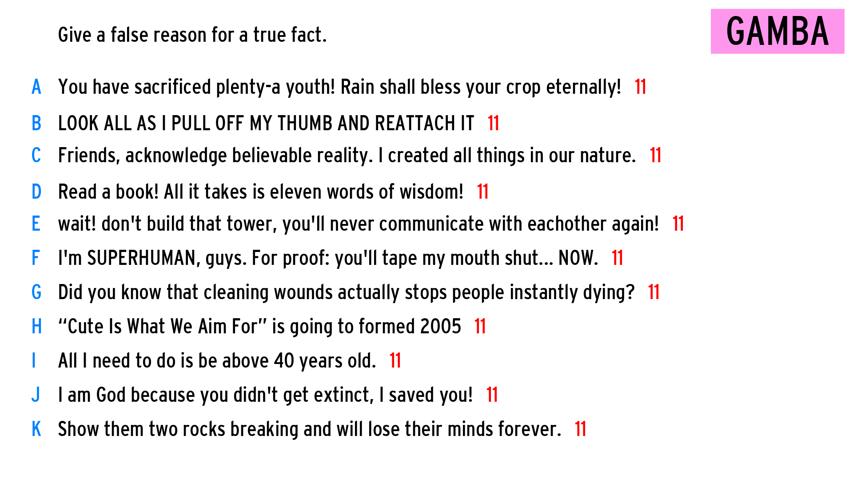 Give a false reason for a true fact.
GAMBA
A You have sacrificed plenty-a youth! Rain shall bless your crop eternally! 11
B LOOK ALL AS I PULL OFF MY THUMB AND REATTACH IT 11
C Friends, acknowledge believable reality. I created all things in our nature. 11
D Read a book! All it takes is eleven words of wisdom! 11
E wait! don't build that tower, you'll never communicate with eachother again! 11
F I'm SUPERHUMAN, guys. For proof: you'll tape my mouth shut... NOW. 11
G Did you know that cleaning wounds actually stops people instantly dying? 11
H “Cute Is What We Aim For” is going to formed 2005 11
I All I need to do is be above 40 years old. 11
J I am God because you didn't get extinct, I saved you! 11
K Show them two rocks breaking and will lose their minds forever. 11